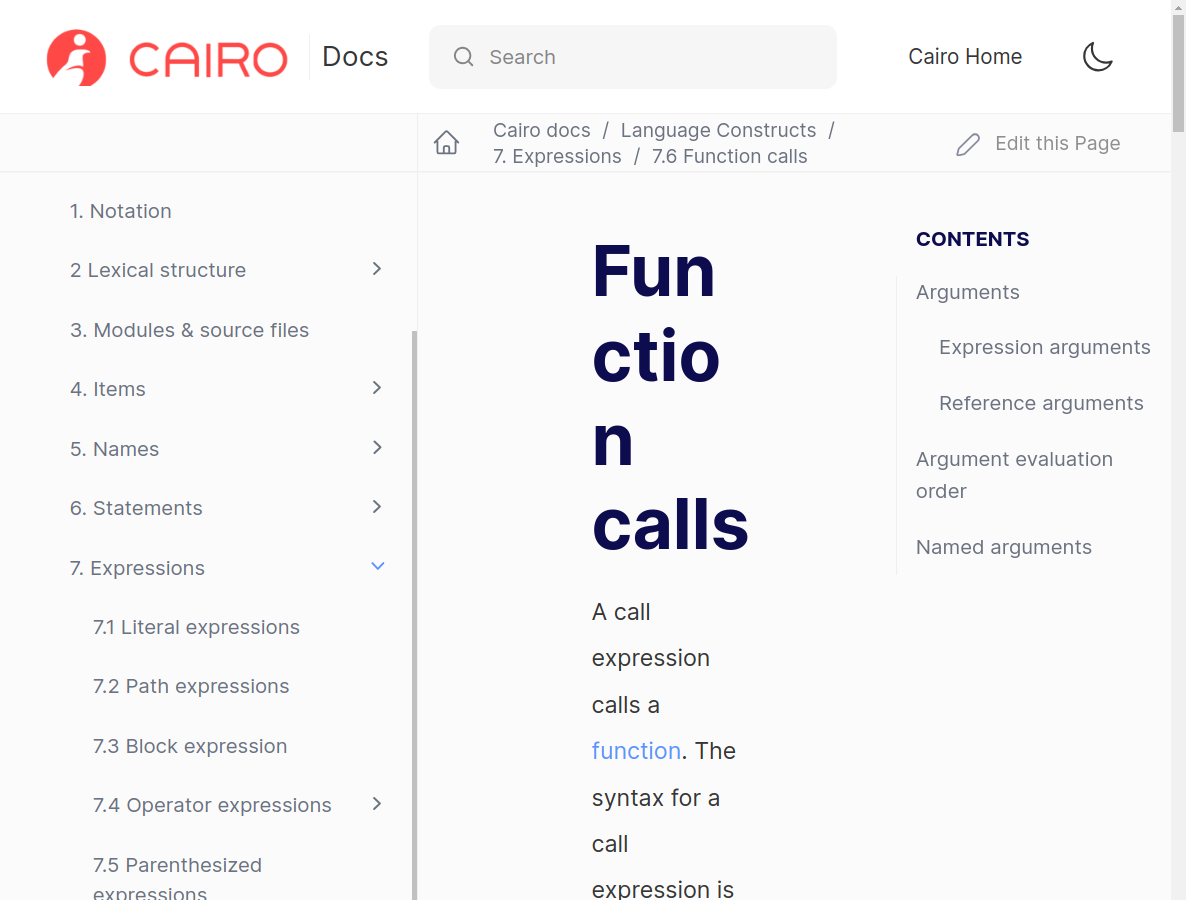 CAIRO Docs
Search
Cairo Home
Cairo docs / Language Constructs /
7. Expressions / 7.6 Function calls
Edit this Page
1. Notation
2 Lexical structure
3. Modules & source files
4. Items
5. Names
6. Statements
7. Expressions
7.1 Literal expressions
7.2 Path expressions
7.3 Block expression
7.4 Operator expressions
7.5 Parenthesized
expressions
Fun
ctio
n
calls
A call
expression
calls a
function. The
syntax for a
call
expression is
CONTENTS
Arguments
Expression arguments
Reference arguments
Argument evaluation
order
Named arguments